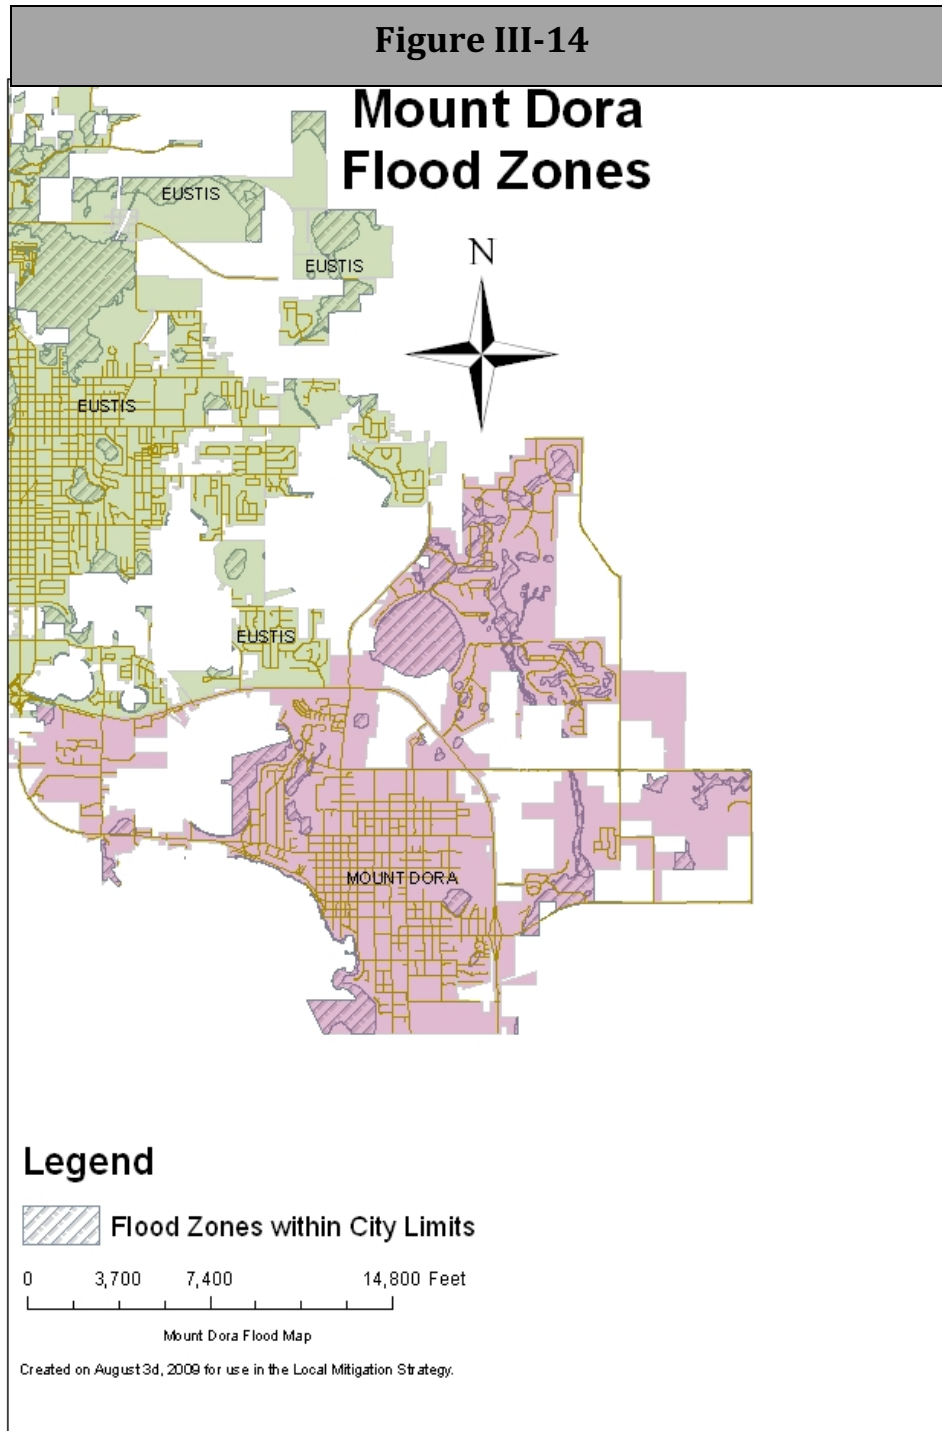 Figure III-14
Mount Dora
Flood Zones
EUSTIS
N
EUSTIS
EUSTIS
EUSTIS
MOUNT DORA
Legend
Flood Zones within City Limits
0 3,700 7,400 14,800 Feet
Mount Dora Flood Map
Created on August 3d, 2009 for use in the Local Mitigation Strategy.